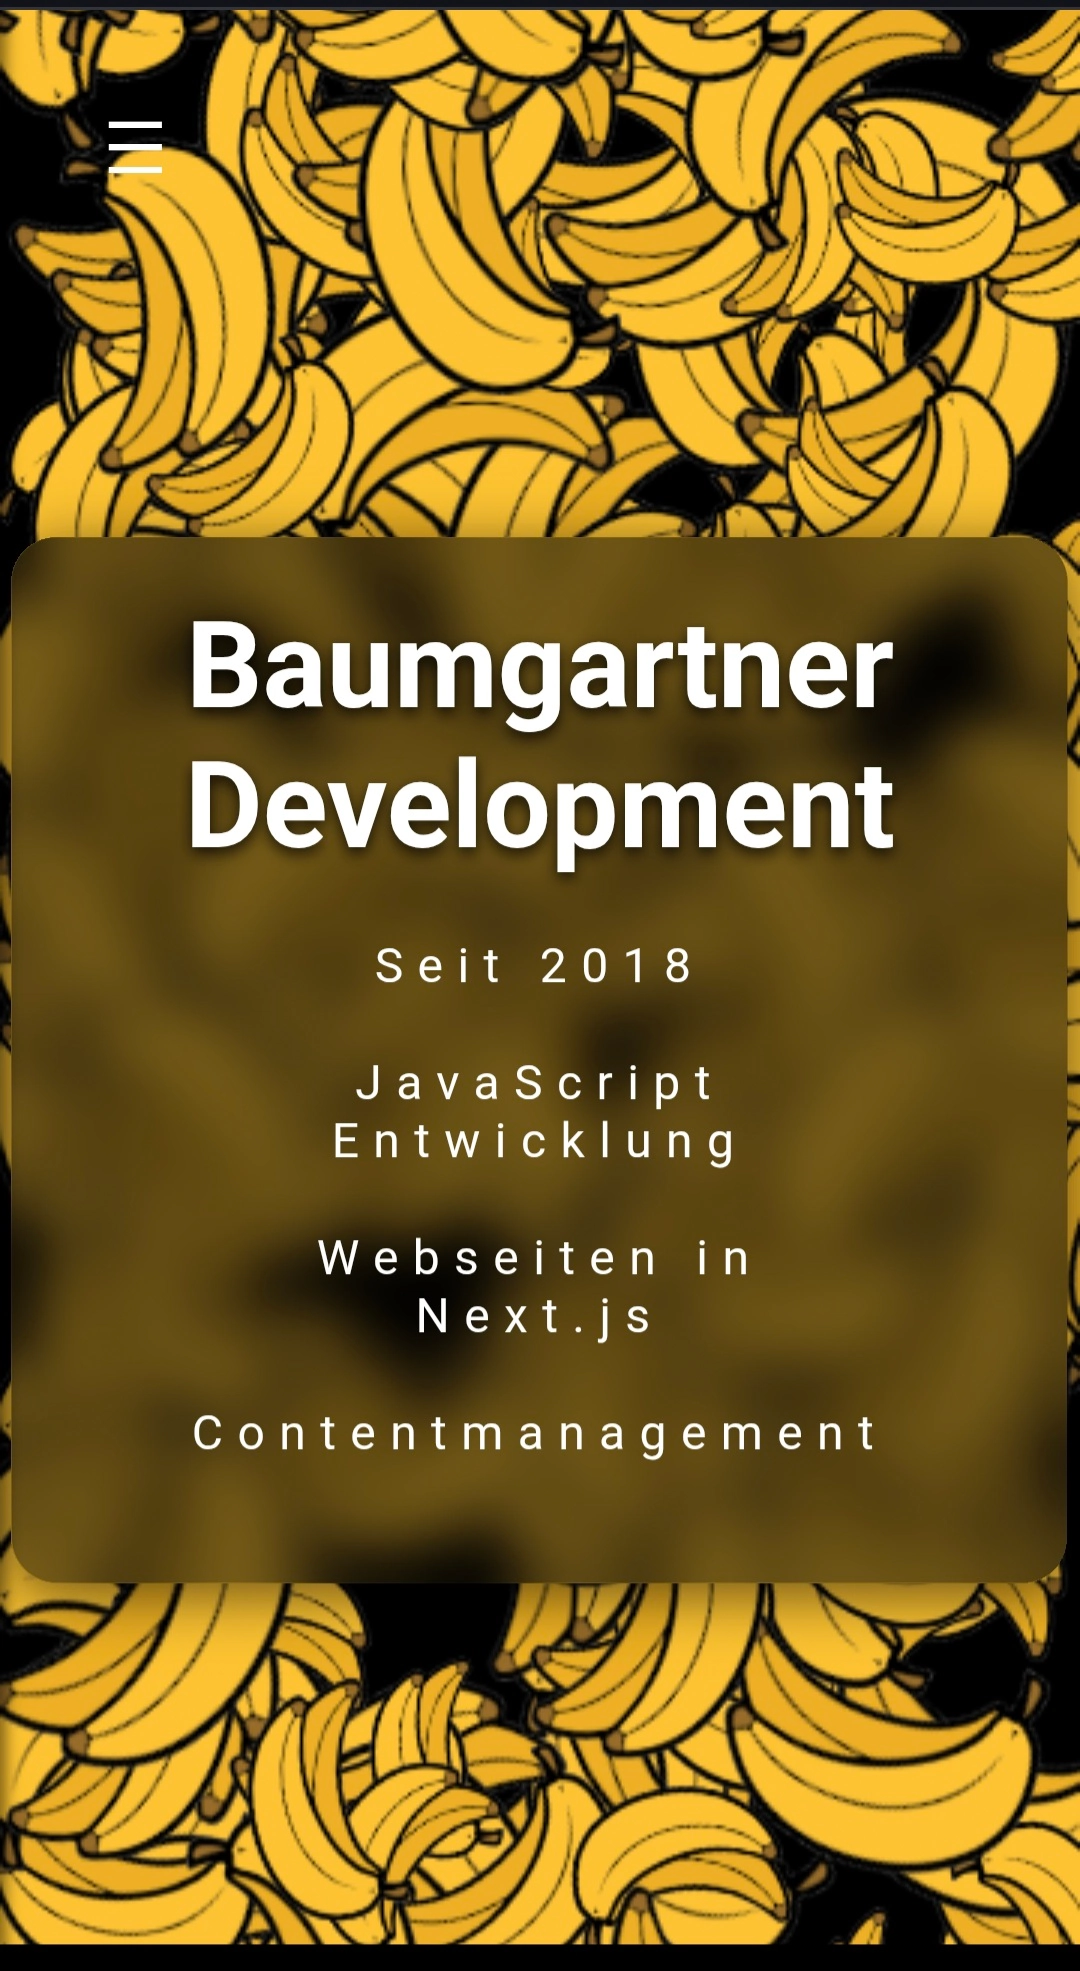 Baumgartner
Development
Seit 2018
JavaScript
Entwicklung
Webseiten in
Next.js
Contentmanagement